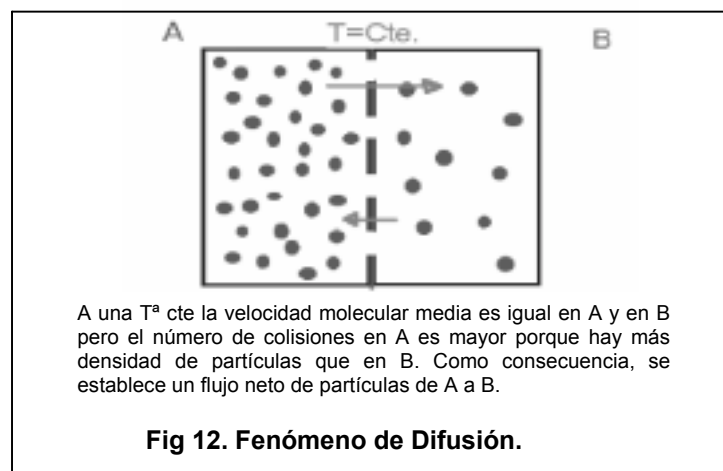 A T=Cte. B
A una Tª cte la velocidad molecular media es igual en A y en B
pero el número de colisiones en A es mayor porque hay más
densidad de partículas que en B. Como consecuencia, se
establece un flujo neto de partículas de A a B.
Fig 12. Fenómeno de Difusión.